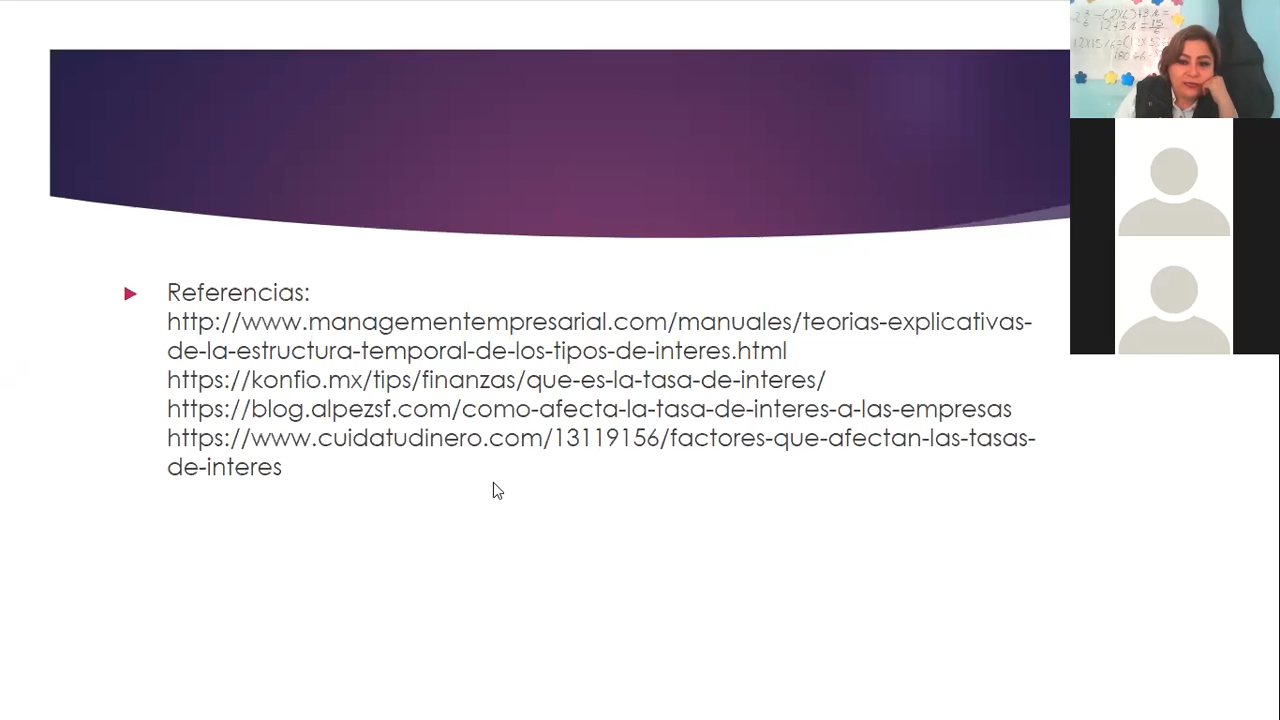 Referencias:
http://www.managementempresarial.com/manuales/teorias-explicativas-
de-la-estructura-temporal-de-los-tipos-de-interes.html
https://konfio.mx/tips/finanzas/que-es-la-tasa-de-interes/
https://blog.alpezsf.com/como-afecta-la-tasa-de-interes-a-las-empresas
https://www.cuidatudinero.com/13119156/factores-que-afectan-las-tasas-
de-interes